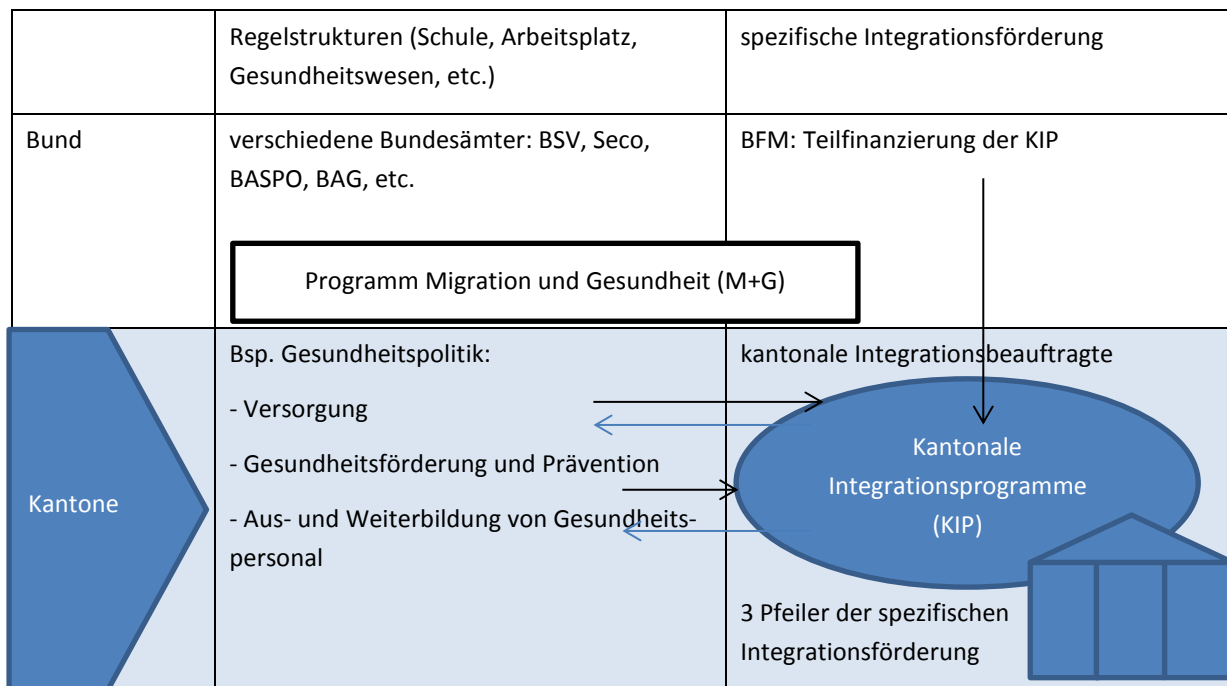 Regelstrukturen (Schule, Arbeitsplatz,
Gesundheitswesen, etc.)
spezifische Integrationsförderung
Bund
verschiedene Bundesämter: BSV, Seco,
BASPO, BAG, etc.
BFM: Teilfinanzierung der KIP
Programm Migration und Gesundheit (M+G)
Kantone
Bsp. Gesundheitspolitik:
- Versorgung
- Gesundheitsförderung und Prävention
- Aus- und Weiterbildung von Gesundheits-
personal
kantonale Integrationsbeauftragte
Kantonale
Integrationsprogramme
(KIP)
3 Pfeiler der spezifischen
Integrationsförderung